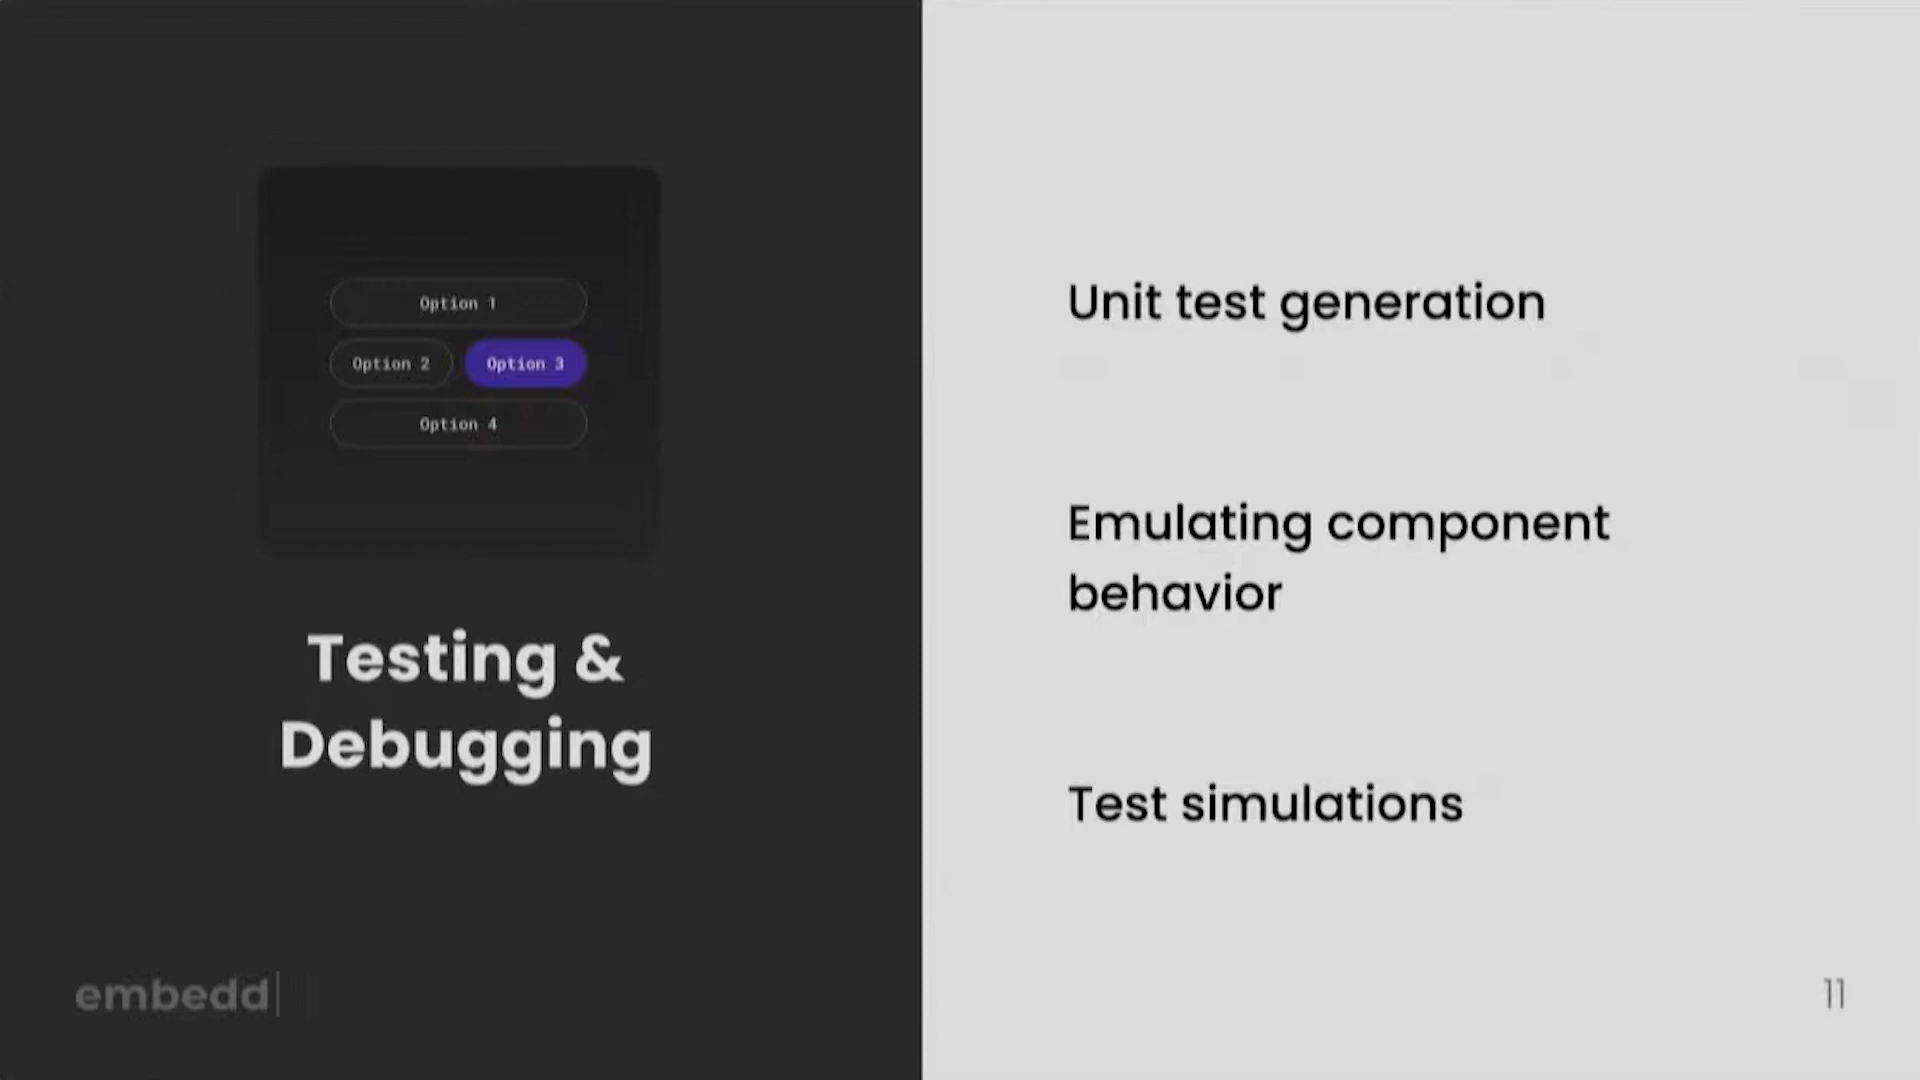 Option 1
Option 2
Option 3
Option 4
Testing &
Debugging
embedd
Unit test generation
Emulating component
behavior
Test simulations
11